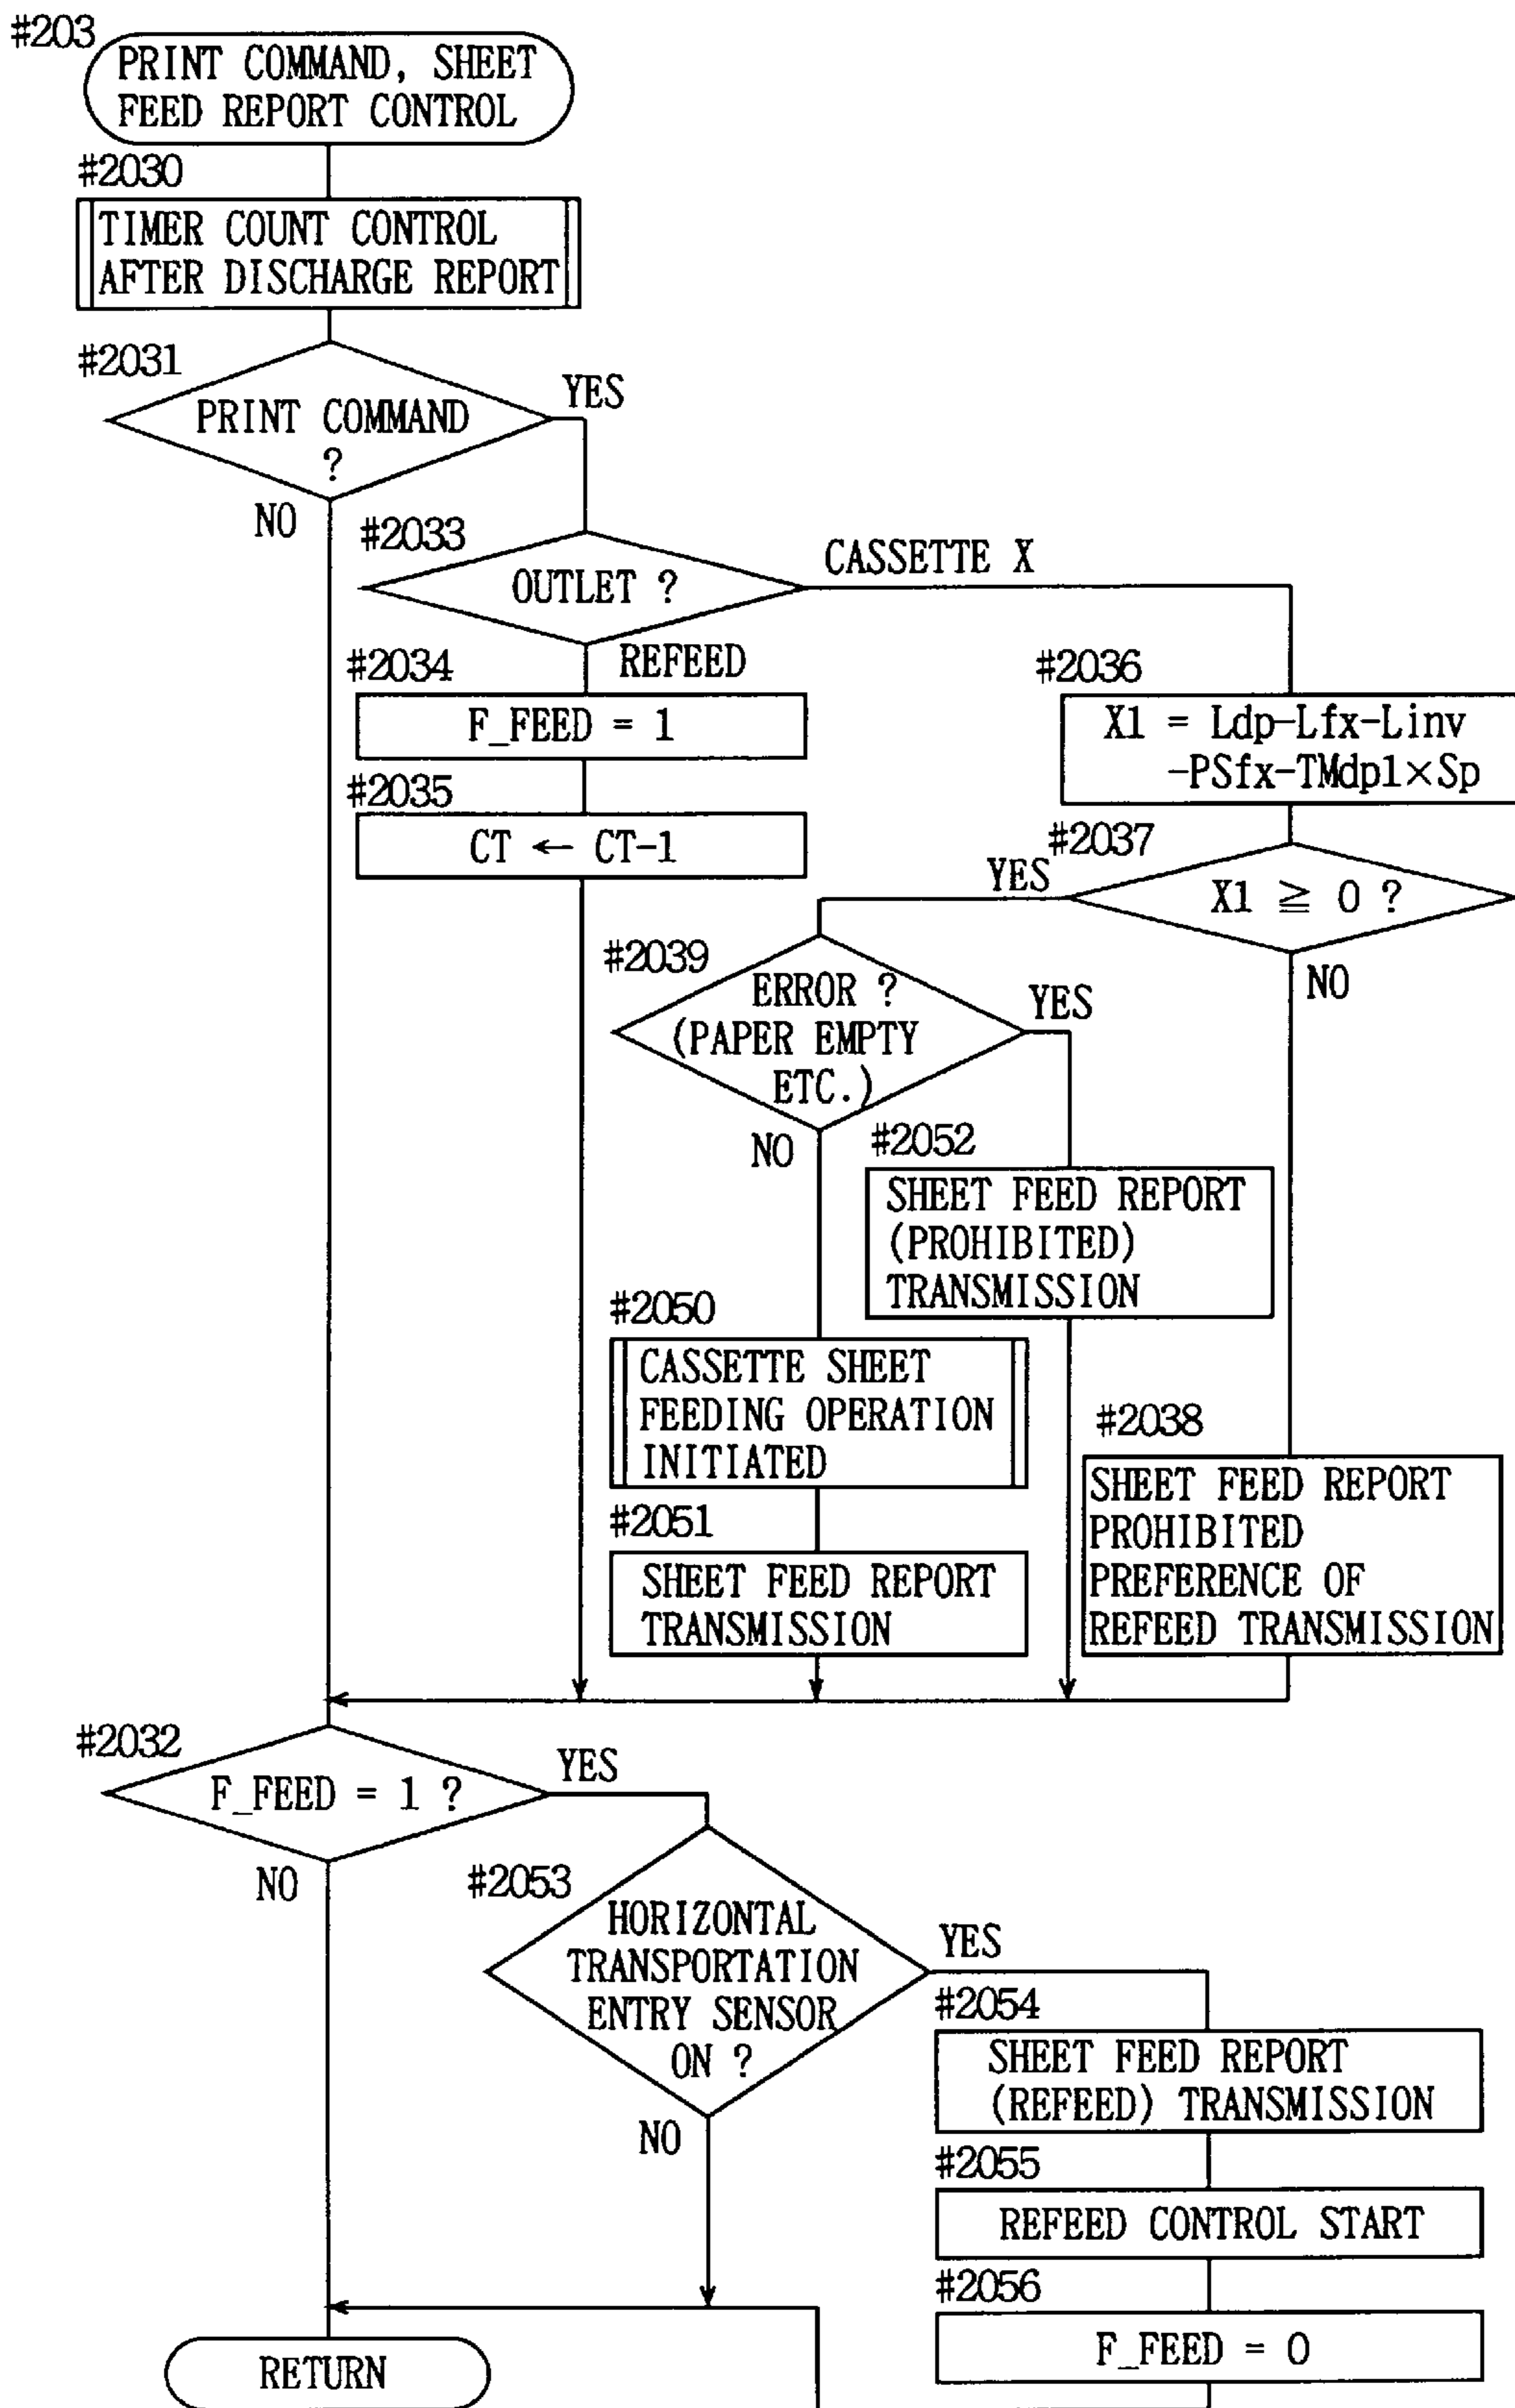 #203
PRINT COMMAND, SHEET
FEED REPORT CONTROL
#2030
TIMER COUNT CONTROL
AFTER DISCHARGE REPORT
#2031
PRINT COMMAND
?
YES
NO
#2033
OUTLET ?
CASSETTE X
REFEED
#2034
F_FEED = 1
#2035
CT ← CT-1
#2036
X1 = Ldp-Lfx-Linv
-PSfx-TMdp1×Sp
#2037
X1 ≧ 0 ?
YES
NO
#2039
ERROR ?
(PAPER EMPTY
ETC.)
YES
NO
#2052
SHEET FEED REPORT
(PROHIBITED)
TRANSMISSION
#2050
CASSETTE SHEET
FEEDING OPERATION
INITIATED
#2051
SHEET FEED REPORT
TRANSMISSION
#2038
SHEET FEED REPORT
PROHIBITED
PREFERENCE OF
REFEED TRANSMISSION
#2032
F_FEED = 1 ?
YES
NO
#2053
HORIZONTAL
TRANSPORTATION
ENTRY SENSOR
ON ?
YES
NO
#2054
SHEET FEED REPORT
(REFEED) TRANSMISSION
#2055
REFEED CONTROL START
#2056
F_FEED = 0
RETURN